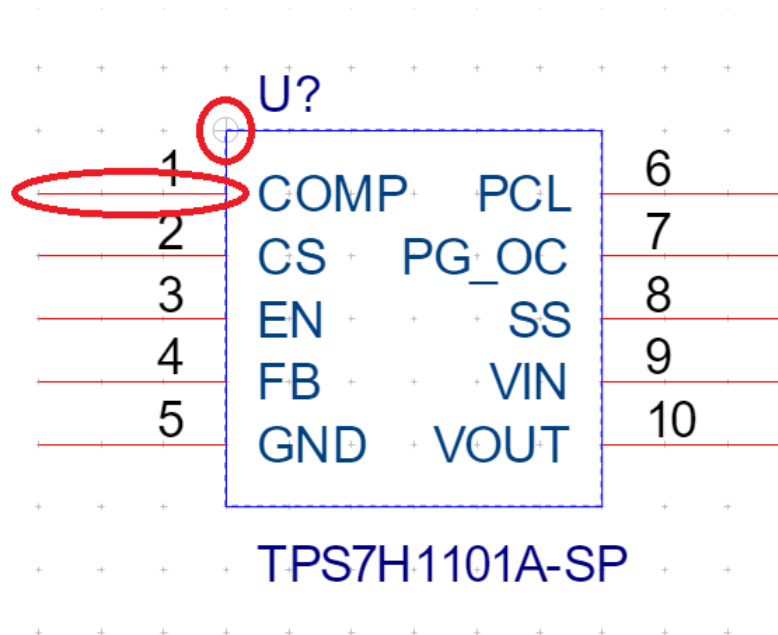 U?
1 COMP PCL 6
2 CS PG_OC 7
3 EN SS 8
4 FB VIN 9
5 GND VOUT 10
TPS7H1101A-SP